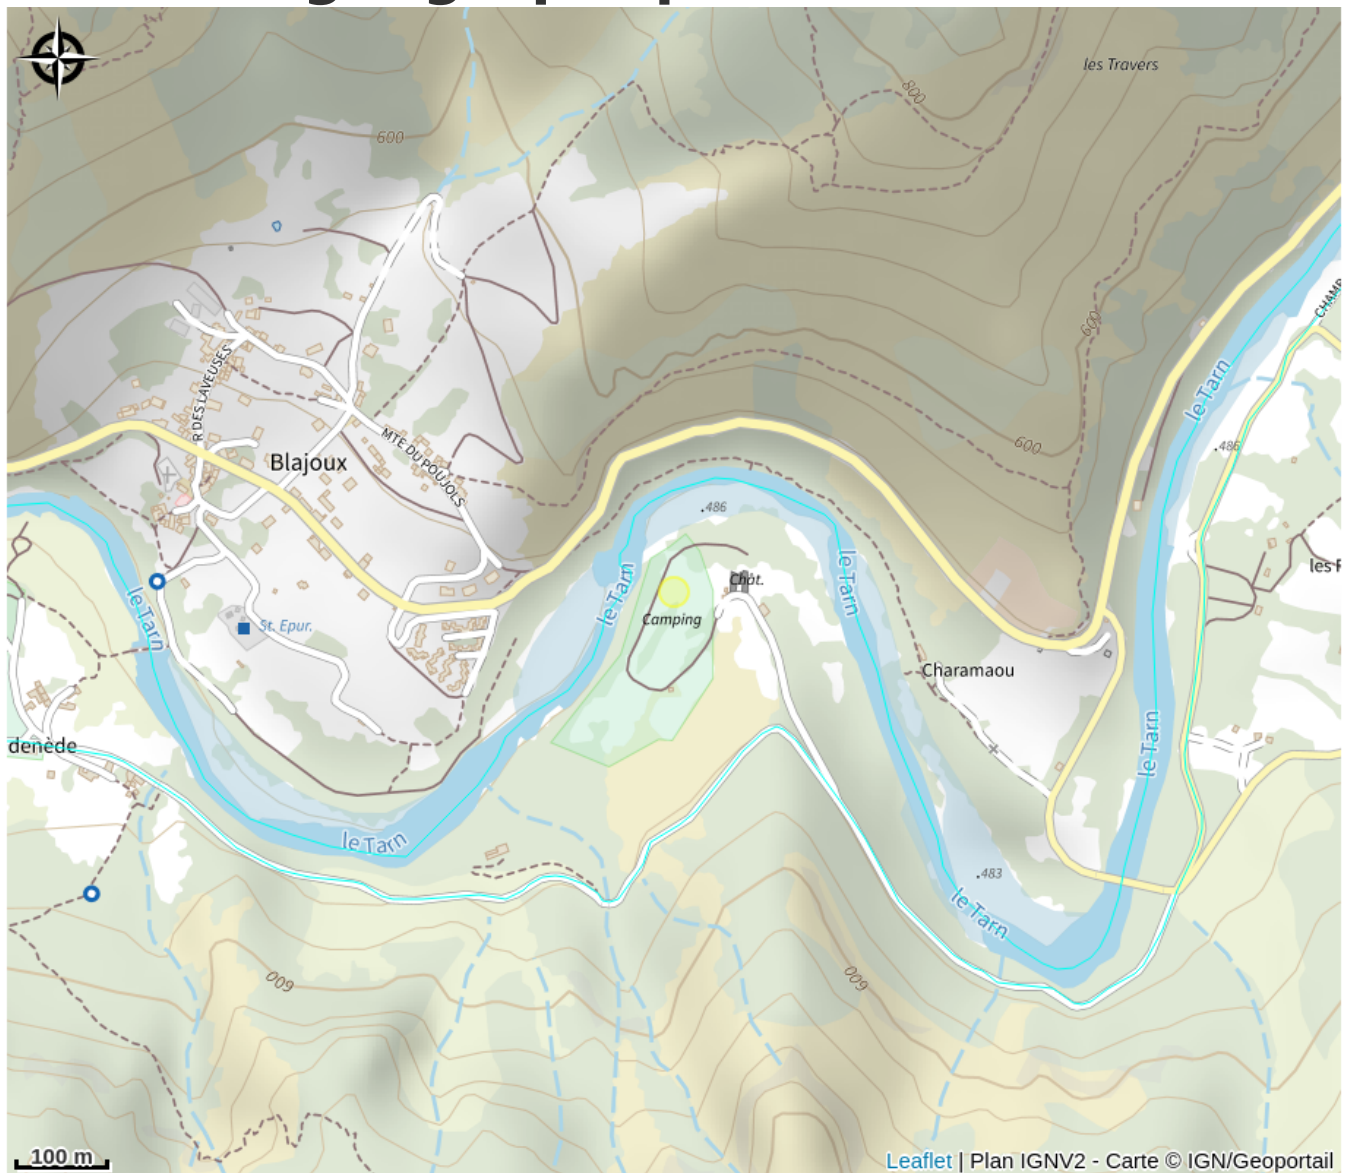 les Travers
800
600
CHAMP
600
le Tarn
R DES LAVEUSES
MTE DU POUJOLS
600
.486
Blajoux
.486
les F
le Tarn
le Tarn
le Tarn
Chât.
Camping
St. Epur.
Charamaou
denède
le Tarn
le Tarn
.483
le Tarn
600
600
100 m
Leaflet | Plan IGNV2 - Carte © IGN/Geoportail